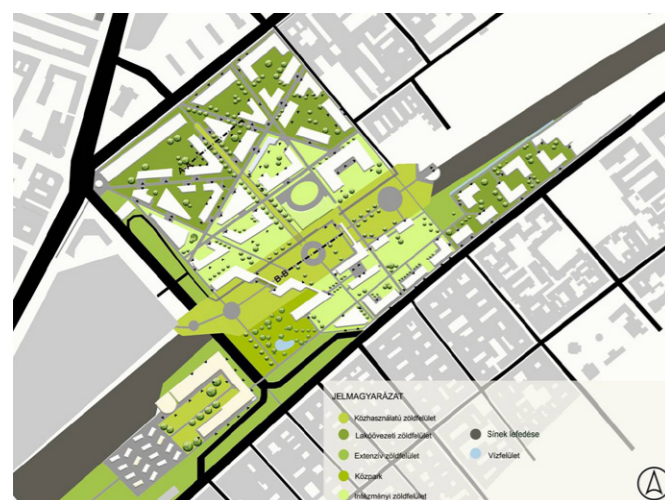 B-B
JELMAGYARÁZAT
Közhasználatú zöldfelület
Lakóövezeti zöldfelület
Extenzív zöldfelület
Közpark
Intézményi zöldfelület
Sínek lefedése
Vízfelület